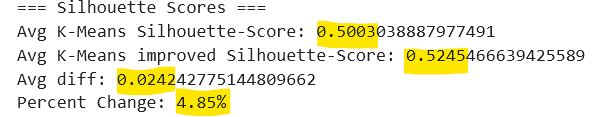 === Silhouette Scores ===
Avg K-Means Silhouette-Score: 0.5003038887977491
Avg K-Means improved Silhouette-Score: 0.5245466639425589
Avg diff: 0.024242775144809662
Percent Change: 4.85%